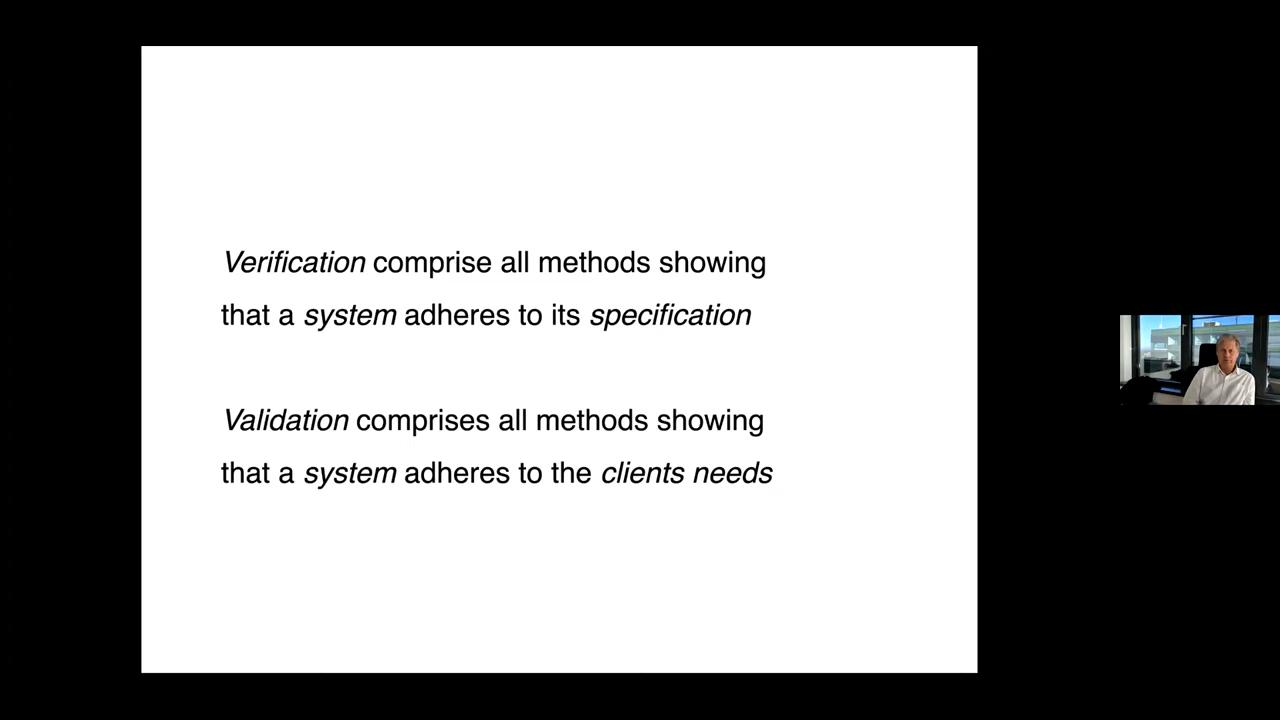 Verification comprise all methods showing
that a system adheres to its specification
Validation comprises all methods showing
that a system adheres to the clients needs